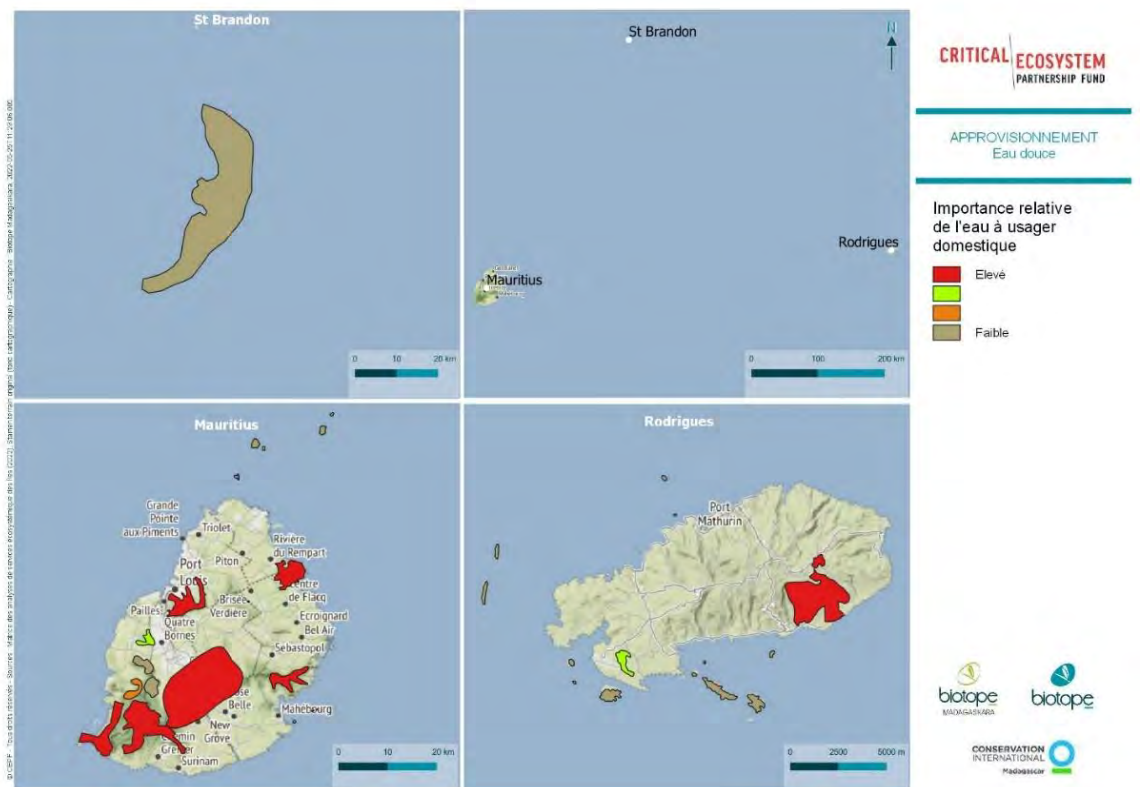 St Brandon
0 10 20 km
St Brandon
N
Rodrigues
Mauritius
0 100 200 km
Mauritius
Grande
Pointe
aux Piments
Triolet
Rivière
du Rempart
Piton
Port
Louis
Centre
de Flacq
Pailles
Brisée
Verdière
Quatre
Bornes
Ecroignard
Bel Air
Sebastopol
Belle
Mahébourg
New
Grove
Grenier
Surinam
0 10 20 km
Rodrigues
Port
Mathurin
0 2500 5000 m
CRITICAL ECOSYSTEM
PARTNERSHIP FUND
APPROVISIONNEMENT
Eau douce
Importance relative
de l'eau à usager
domestique
Elevé
Faible
biotope
MADAGASKARA
biotope
CONSERVATION
INTERNATIONAL
Madagascar